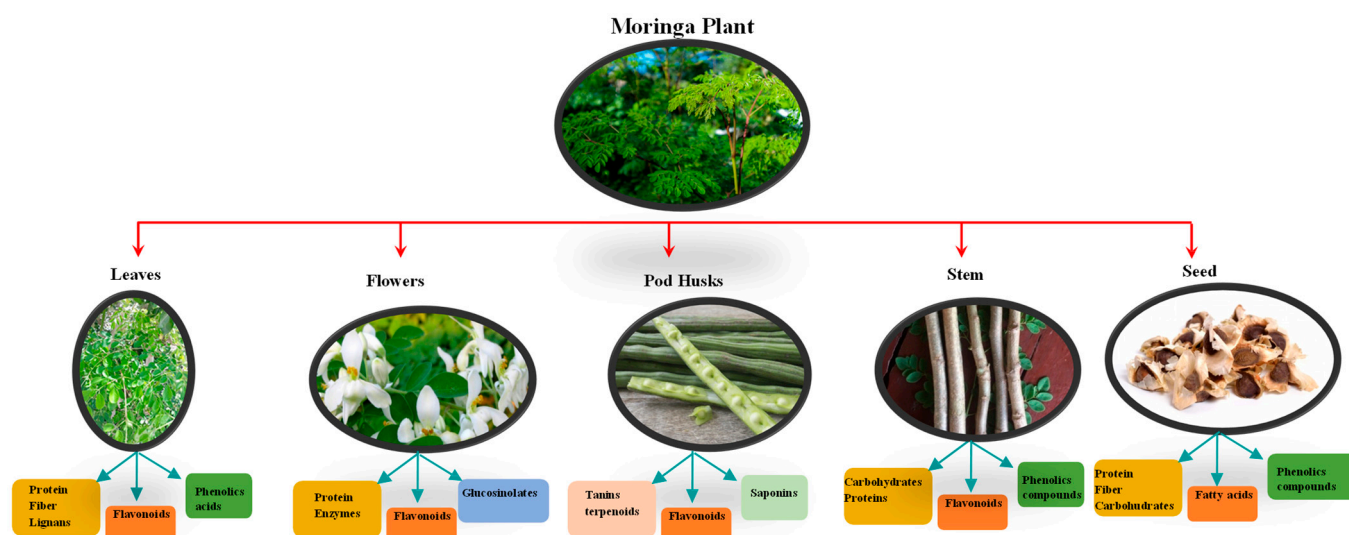 Moringa Plant
Leaves
Flowers
Pod Husks
Stem
Seed
Protein
Fiber
Lignans
Flavonoids
Phenolics
acids
Protein
Enzymes
Flavonoids
Glucosinolates
Tanins
terpenoids
Flavonoids
Saponins
Carbohydrates
Proteins
Flavonoids
Phenolics
compounds
Protein
Fiber
Carbohudrates
Fatty acids
Phenolics
compounds